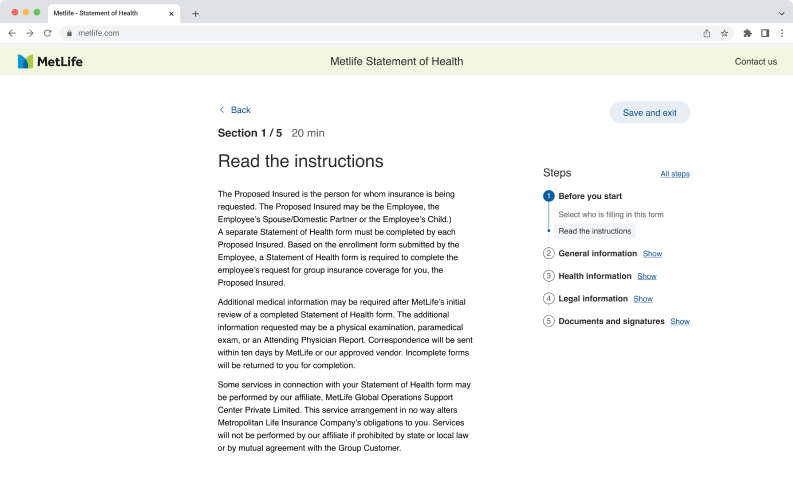 Metlife - Statement of Health
metlife.com
MetLife
Metlife Statement of Health
Contact us
Back
Save and exit
Section 1 / 5 20 min
Read the instructions
The Proposed Insured is the person for whom insurance is being
requested. The Proposed Insured may be the Employee, the
Employee's Spouse/Domestic Partner or the Employee's Child.)
A separate Statement of Health form must be completed by each
Proposed Insured. Based on the enrollment form submitted by the
Employee, a Statement of Health form is required to complete the
employee's request for group insurance coverage for you, the
Proposed Insured.
Additional medical information may be required after MetLife's initial
review of a completed Statement of Health form. The additional
information requested may be a physical examination, paramedical
exam, or an Attending Physician Report. Correspondence will be sent
within ten days by MetLife or our approved vendor. Incomplete forms
will be returned to you for completion.
Some services in connection with your Statement of Health form may
be performed by our affiliate, MetLife Global Operations Support
Center Private Limited. This service arrangement in no way alters
Metropolitan Life Insurance Company's obligations to you. Services
will not be performed by our affiliate if prohibited by state or local law
or by mutual agreement with the Group Customer.
Steps
All steps
1 Before you start
Select who is filling in this form
Read the instructions
2 General information Show
3 Health information Show
4 Legal information Show
5 Documents and signatures Show